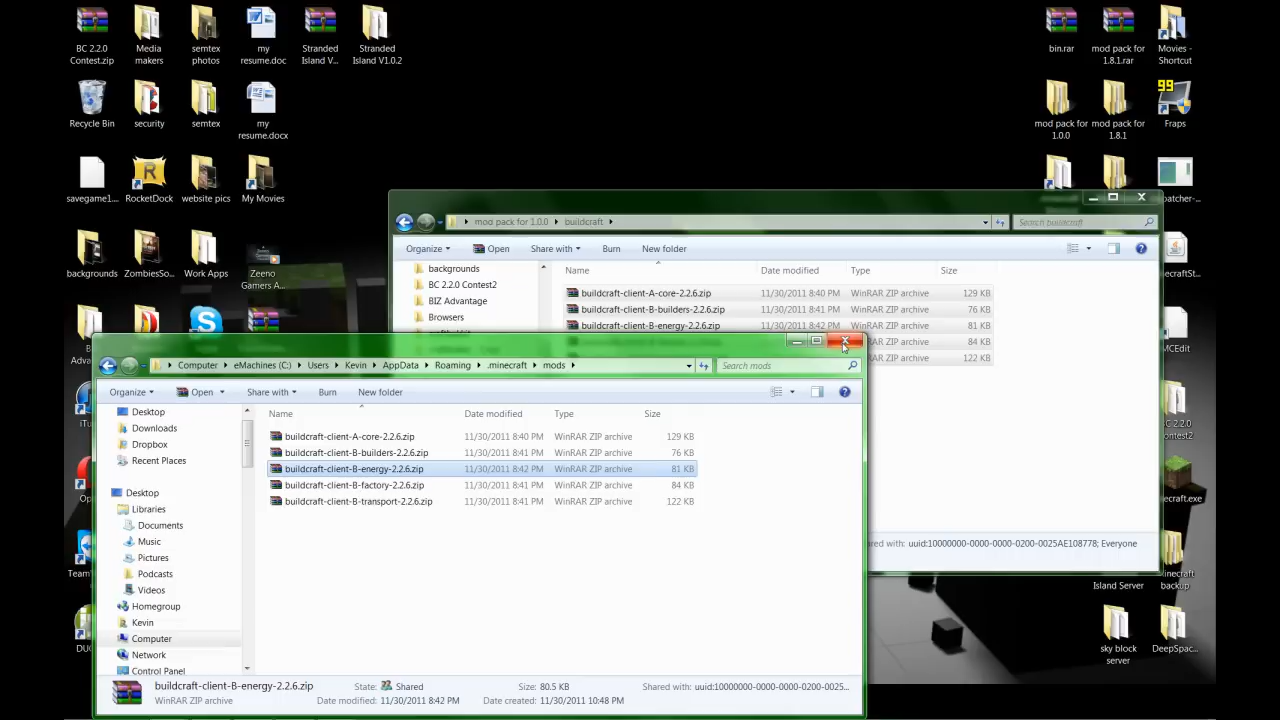 BC 2.2.0 Contest.zip
Media makers
semtex photos
my resume.doc
Stranded Island V...
Stranded Island V1.0.2
bin.rar
mod pack for 1.8.1.rar
Movies - Shortcut
Recycle Bin
security
semtex
my resume.docx
mod pack for 1.0.0
mod pack for 1.8.1
99
Fraps
savegame1...
RocketDock
website pics
My Movies
patcher-...
backgrounds
ZombiesSo...
Work Apps
Zeeno Gamers A...
MCEdit
Island Server
sky block server
DeepSpac...
mod pack for 1.0.0
buildcraft
Search buildcraft
Organize
Open
Share with
Burn
New folder
backgrounds
BC 2.2.0 Contest2
BIZ Advantage
Browsers
Name Date modified Type Size
buildcraft-client-A-core-2.2.6.zip 11/30/2011 8:40 PM WinRAR ZIP archive 129 KB
buildcraft-client-B-builders-2.2.6.zip 11/30/2011 8:41 PM WinRAR ZIP archive 76 KB
buildcraft-client-B-energy-2.2.6.zip 11/30/2011 8:42 PM WinRAR ZIP archive 81 KB
WinRAR ZIP archive 84 KB
WinRAR ZIP archive 122 KB
uuid:10000000-0000-0000-0200-0025AE108778; Everyone
Computer
eMachines (C:)
Users
Kevin
AppData
Roaming
.minecraft
mods
Search mods
Organize
Open
Share with
Burn
New folder
Desktop
Downloads
Dropbox
Recent Places
Desktop
Libraries
Documents
Music
Pictures
Podcasts
Videos
Homegroup
Kevin
Computer
Network
Control Panel
Name Date modified Type Size
buildcraft-client-A-core-2.2.6.zip 11/30/2011 8:40 PM WinRAR ZIP archive 129 KB
buildcraft-client-B-builders-2.2.6.zip 11/30/2011 8:41 PM WinRAR ZIP archive 76 KB
buildcraft-client-B-energy-2.2.6.zip 11/30/2011 8:42 PM WinRAR ZIP archive 81 KB
buildcraft-client-B-factory-2.2.6.zip 11/30/2011 8:41 PM WinRAR ZIP archive 84 KB
buildcraft-client-B-transport-2.2.6.zip 11/30/2011 8:41 PM WinRAR ZIP archive 122 KB
buildcraft-client-B-energy-2.2.6.zip State: Shared Size: 80.5 KB Shared with: uuid:10000000-0000-0000-0200-0025...
WinRAR ZIP archive Date modified: 11/30/2011 8:42 PM Date created: 11/30/2011 10:48 PM